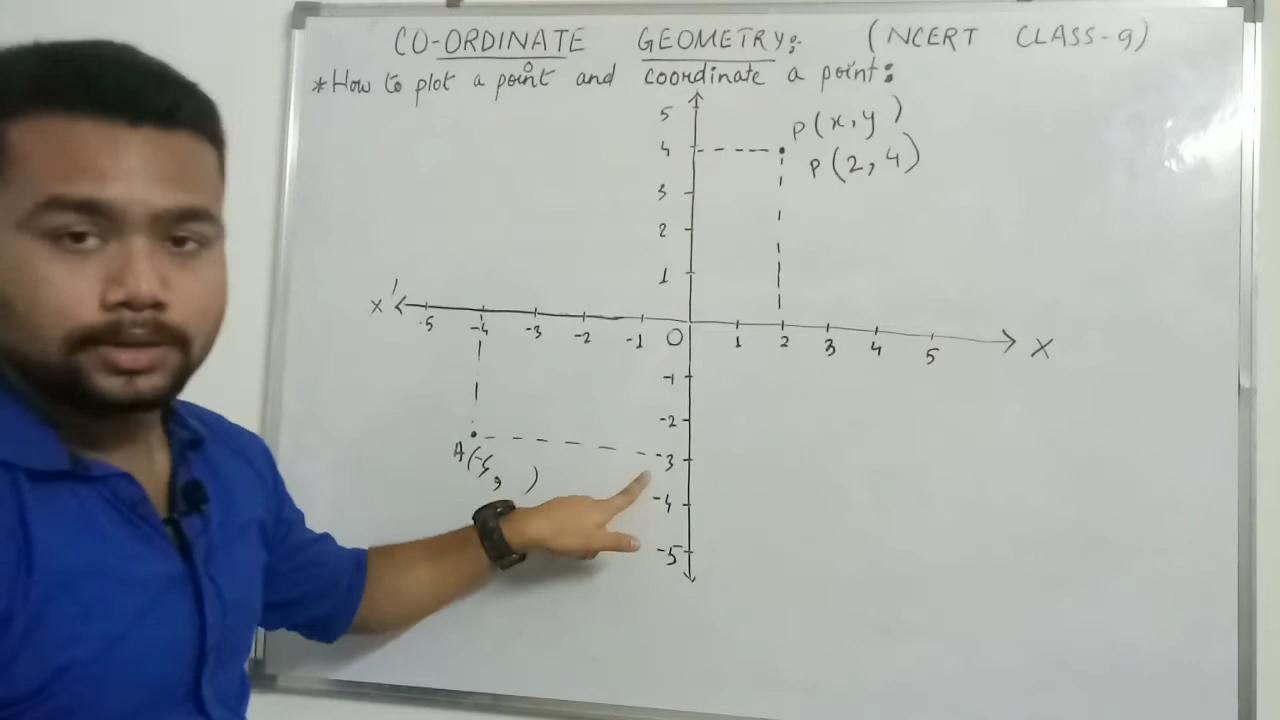 CO-ORDINATE GEOMETRY:- (NCERT CLASS-9)
*How to plot a point and coordinate a point:
5
P(x,y)
4
P(2,4)
3
2
1
X'
-5 -4 -3 -2 -1 O 1 2 3 4 5 X
-1
-2
A(-4, )
-3
-4
-5